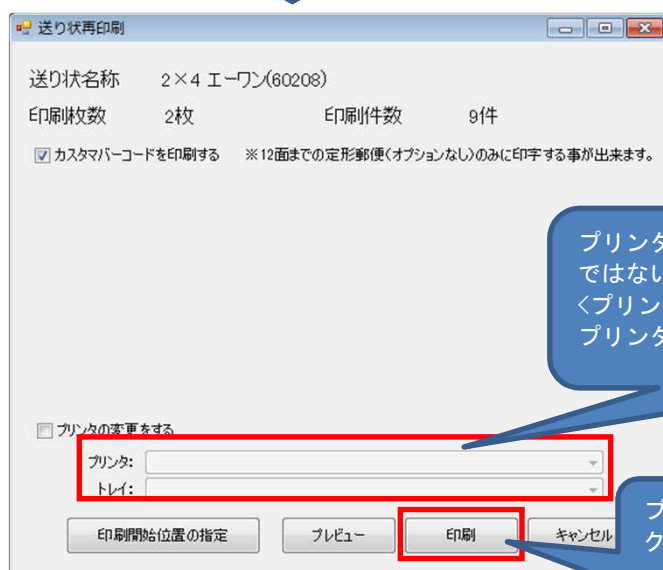 送り状再印刷
送り状名称 2×4 エーワン(60208)
印刷枚数 2枚 印刷件数 9件
カスタマバーコードを印刷する ※12面までの定形郵便(オプションなし)のみに印字する事が出来ます。
プリンタ
ではない
<プリン
プリンタ
プリンタの変更をする
プリンタ:
トレイ:
プ
ク
印刷開始位置の指定 プレビュー 印刷 キャンセル